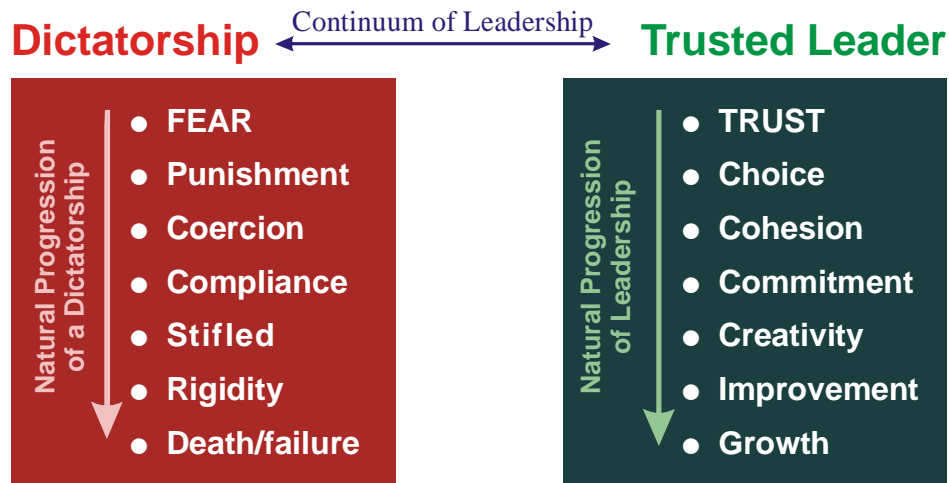 Continuum of Leadership
Dictatorship
Trusted Leader
Natural Progression
of a Dictatorship
● FEAR
● Punishment
● Coercion
● Compliance
● Stifled
● Rigidity
● Death/failure
Natural Progression
of Leadership
● TRUST
● Choice
● Cohesion
● Commitment
● Creativity
● Improvement
● Growth